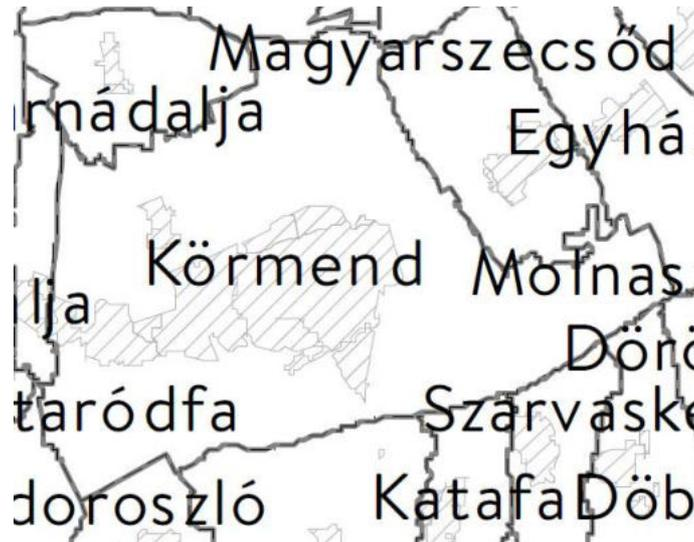 Magyarszecsőd
rnádalja
Egyhá
Körmend
Molnas
lja
Dörö
taródfa
Szarvaske
doroszló
Katafa
Döb